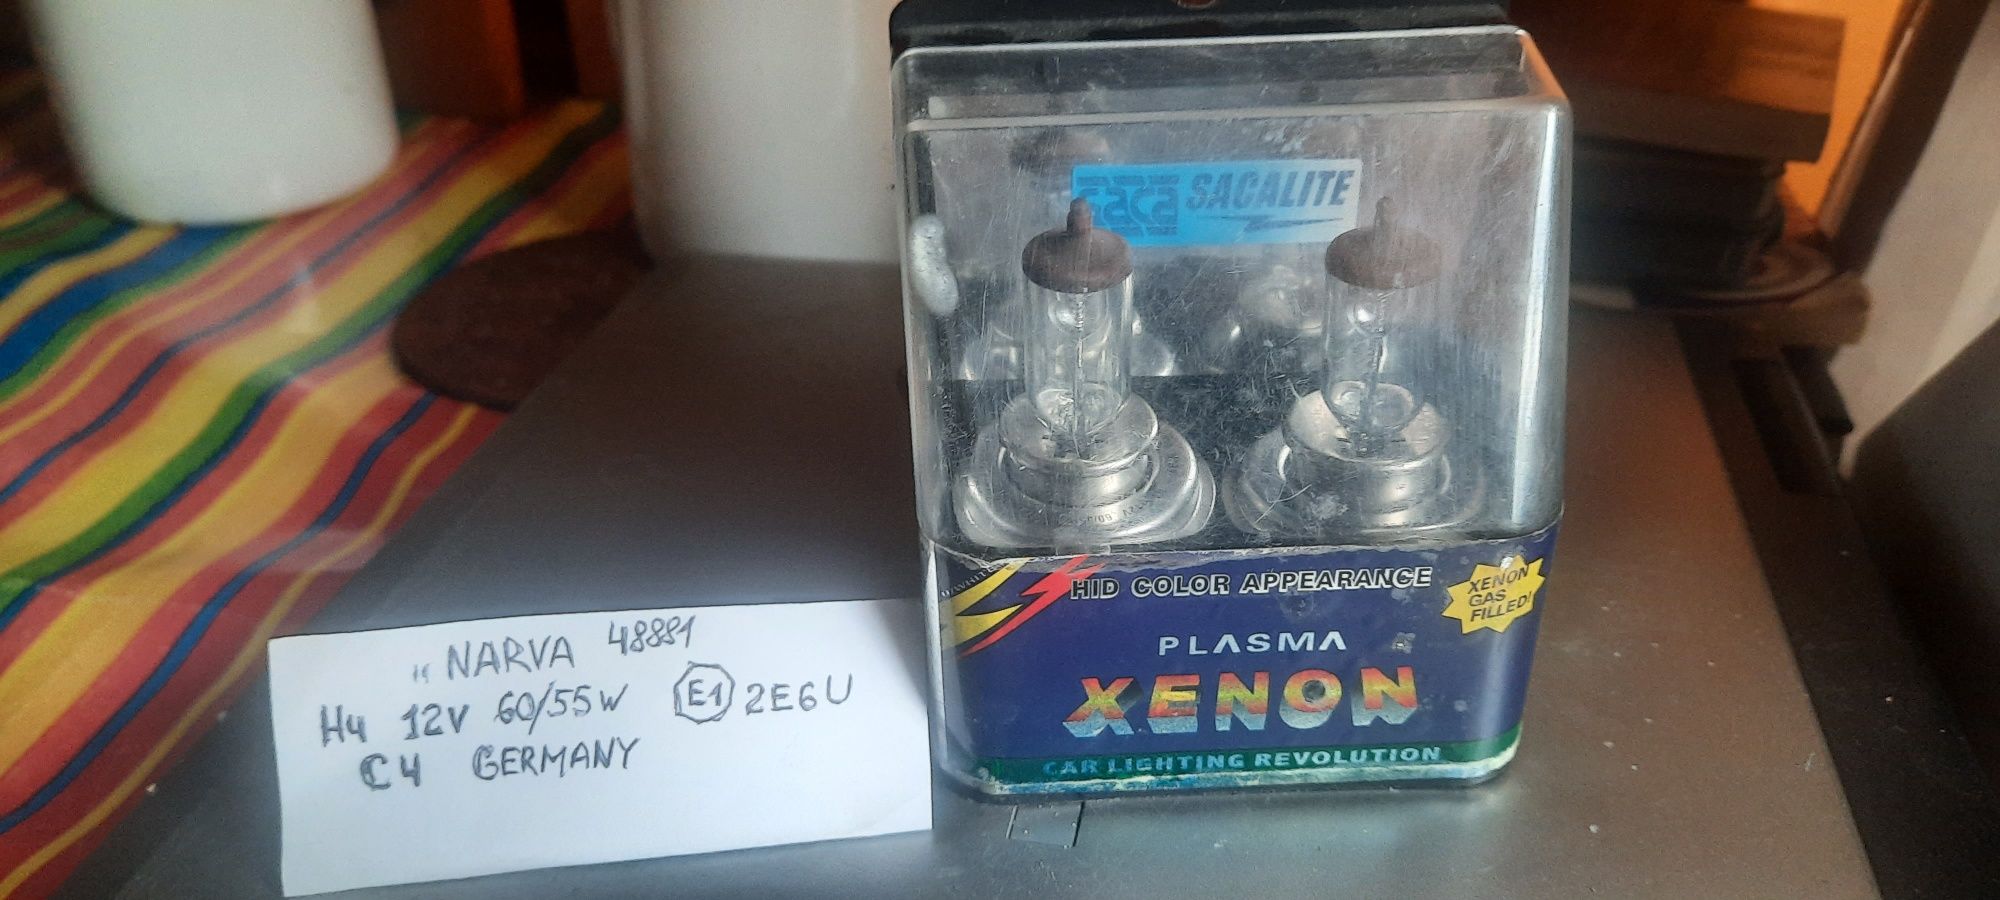 saca SAGALITE
HID COLOR APPEARANCE
XENON
GAS
FILLED!
PLASMA
XENON
CAR LIGHTING REVOLUTION
„ NARVA 48881
H4 12V 60/55W E1 2E6U
C4 GERMANY